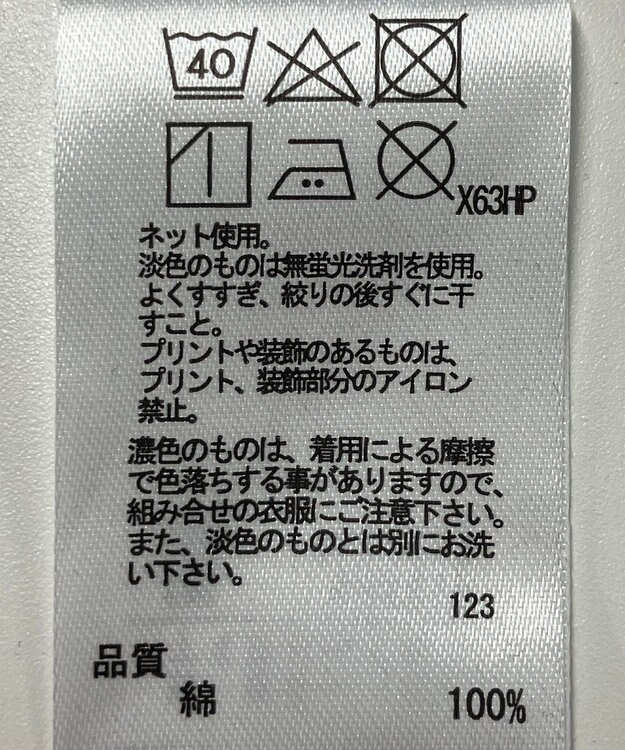 40
X63HP
ネット使用。
淡色のものは無蛍光洗剤を使用。
よくすすぎ、絞りの後すぐに干
すこと。
プリントや装飾のあるものは、
プリント、装飾部分のアイロン
禁止。
濃色のものは、着用による摩擦
で色落ちする事がありますので、
組み合せの衣服にご注意下さい。
また、淡色のものとは別にお洗
い下さい。
123
品質
綿 100%